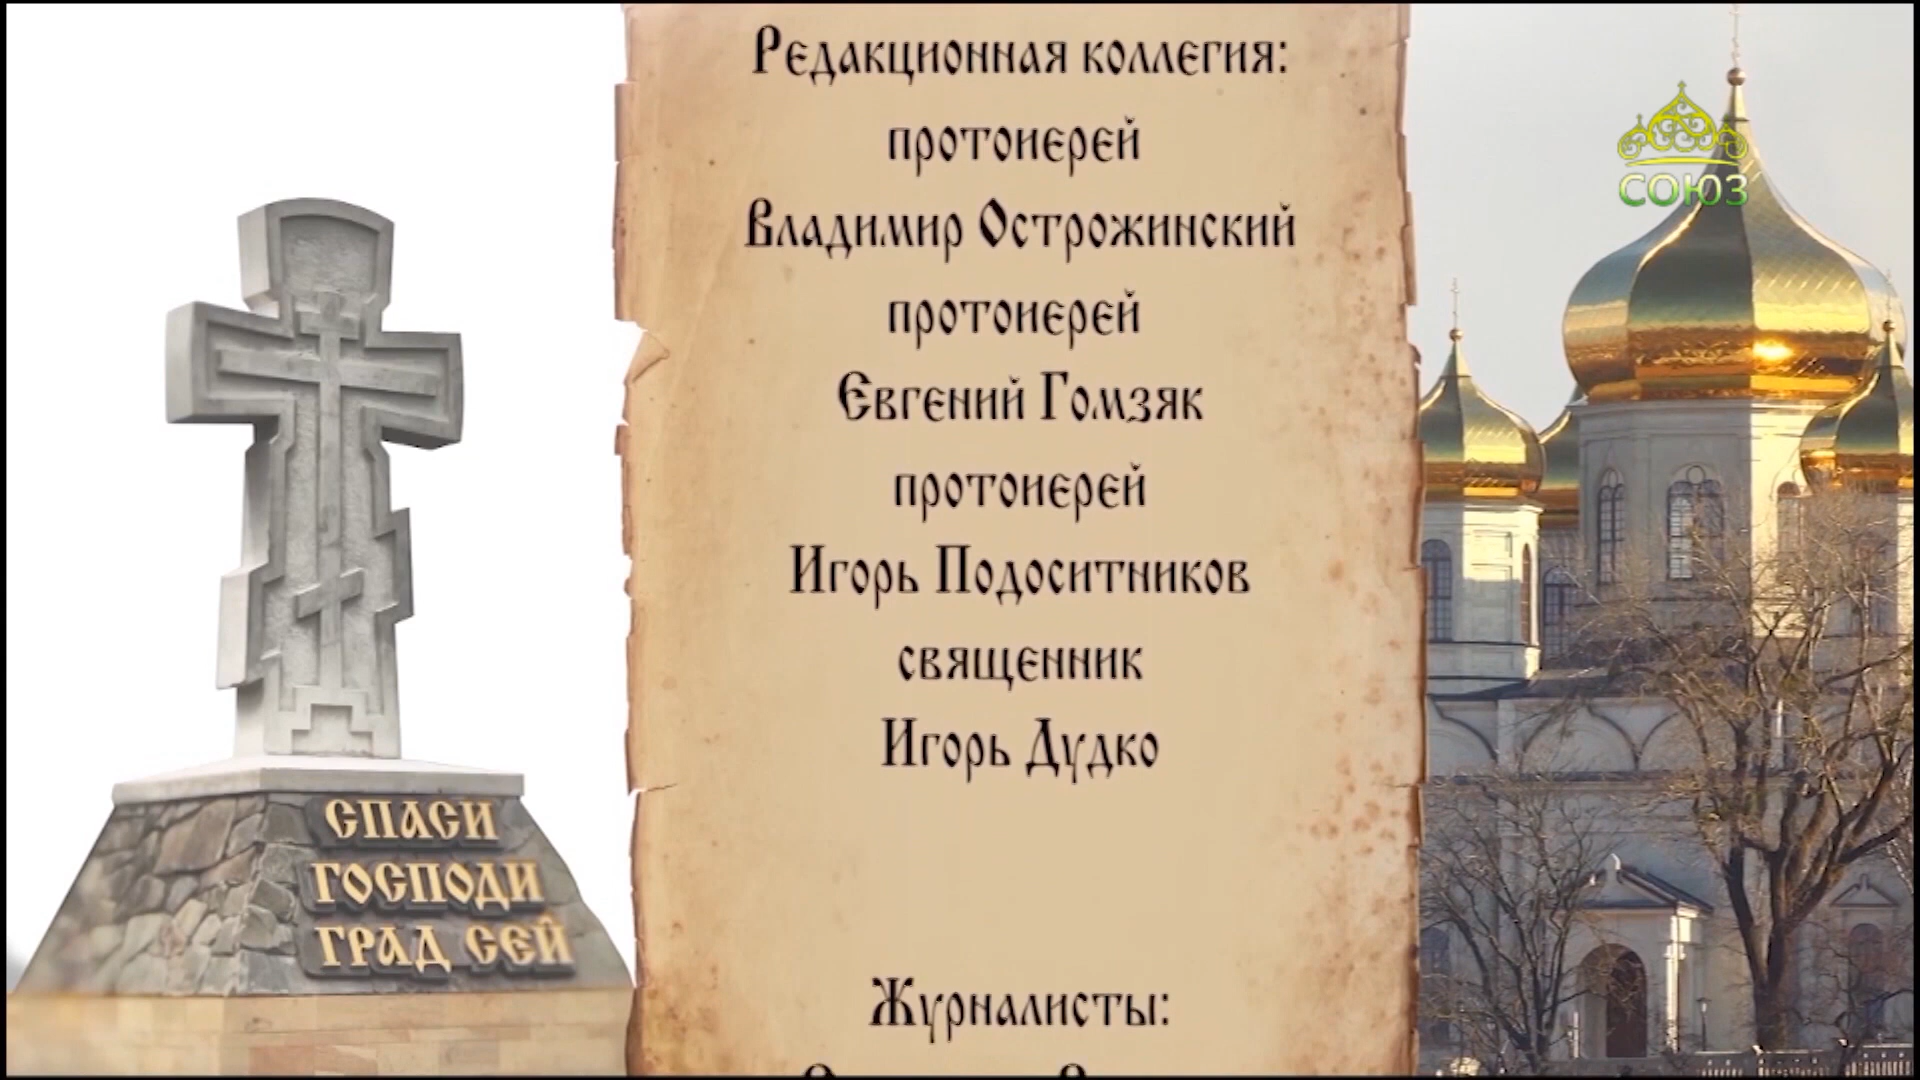 Редакционная коллегия:
протоиерей
Владимир Острожинский
протоиерей
Евгений Гомзяк
протоиерей
Игорь Подоситников
священник
Игорь Дудко
Журналисты:
СОЮЗ
СПАСИ
ГОСПОДИ
ГРАД СЕЙ